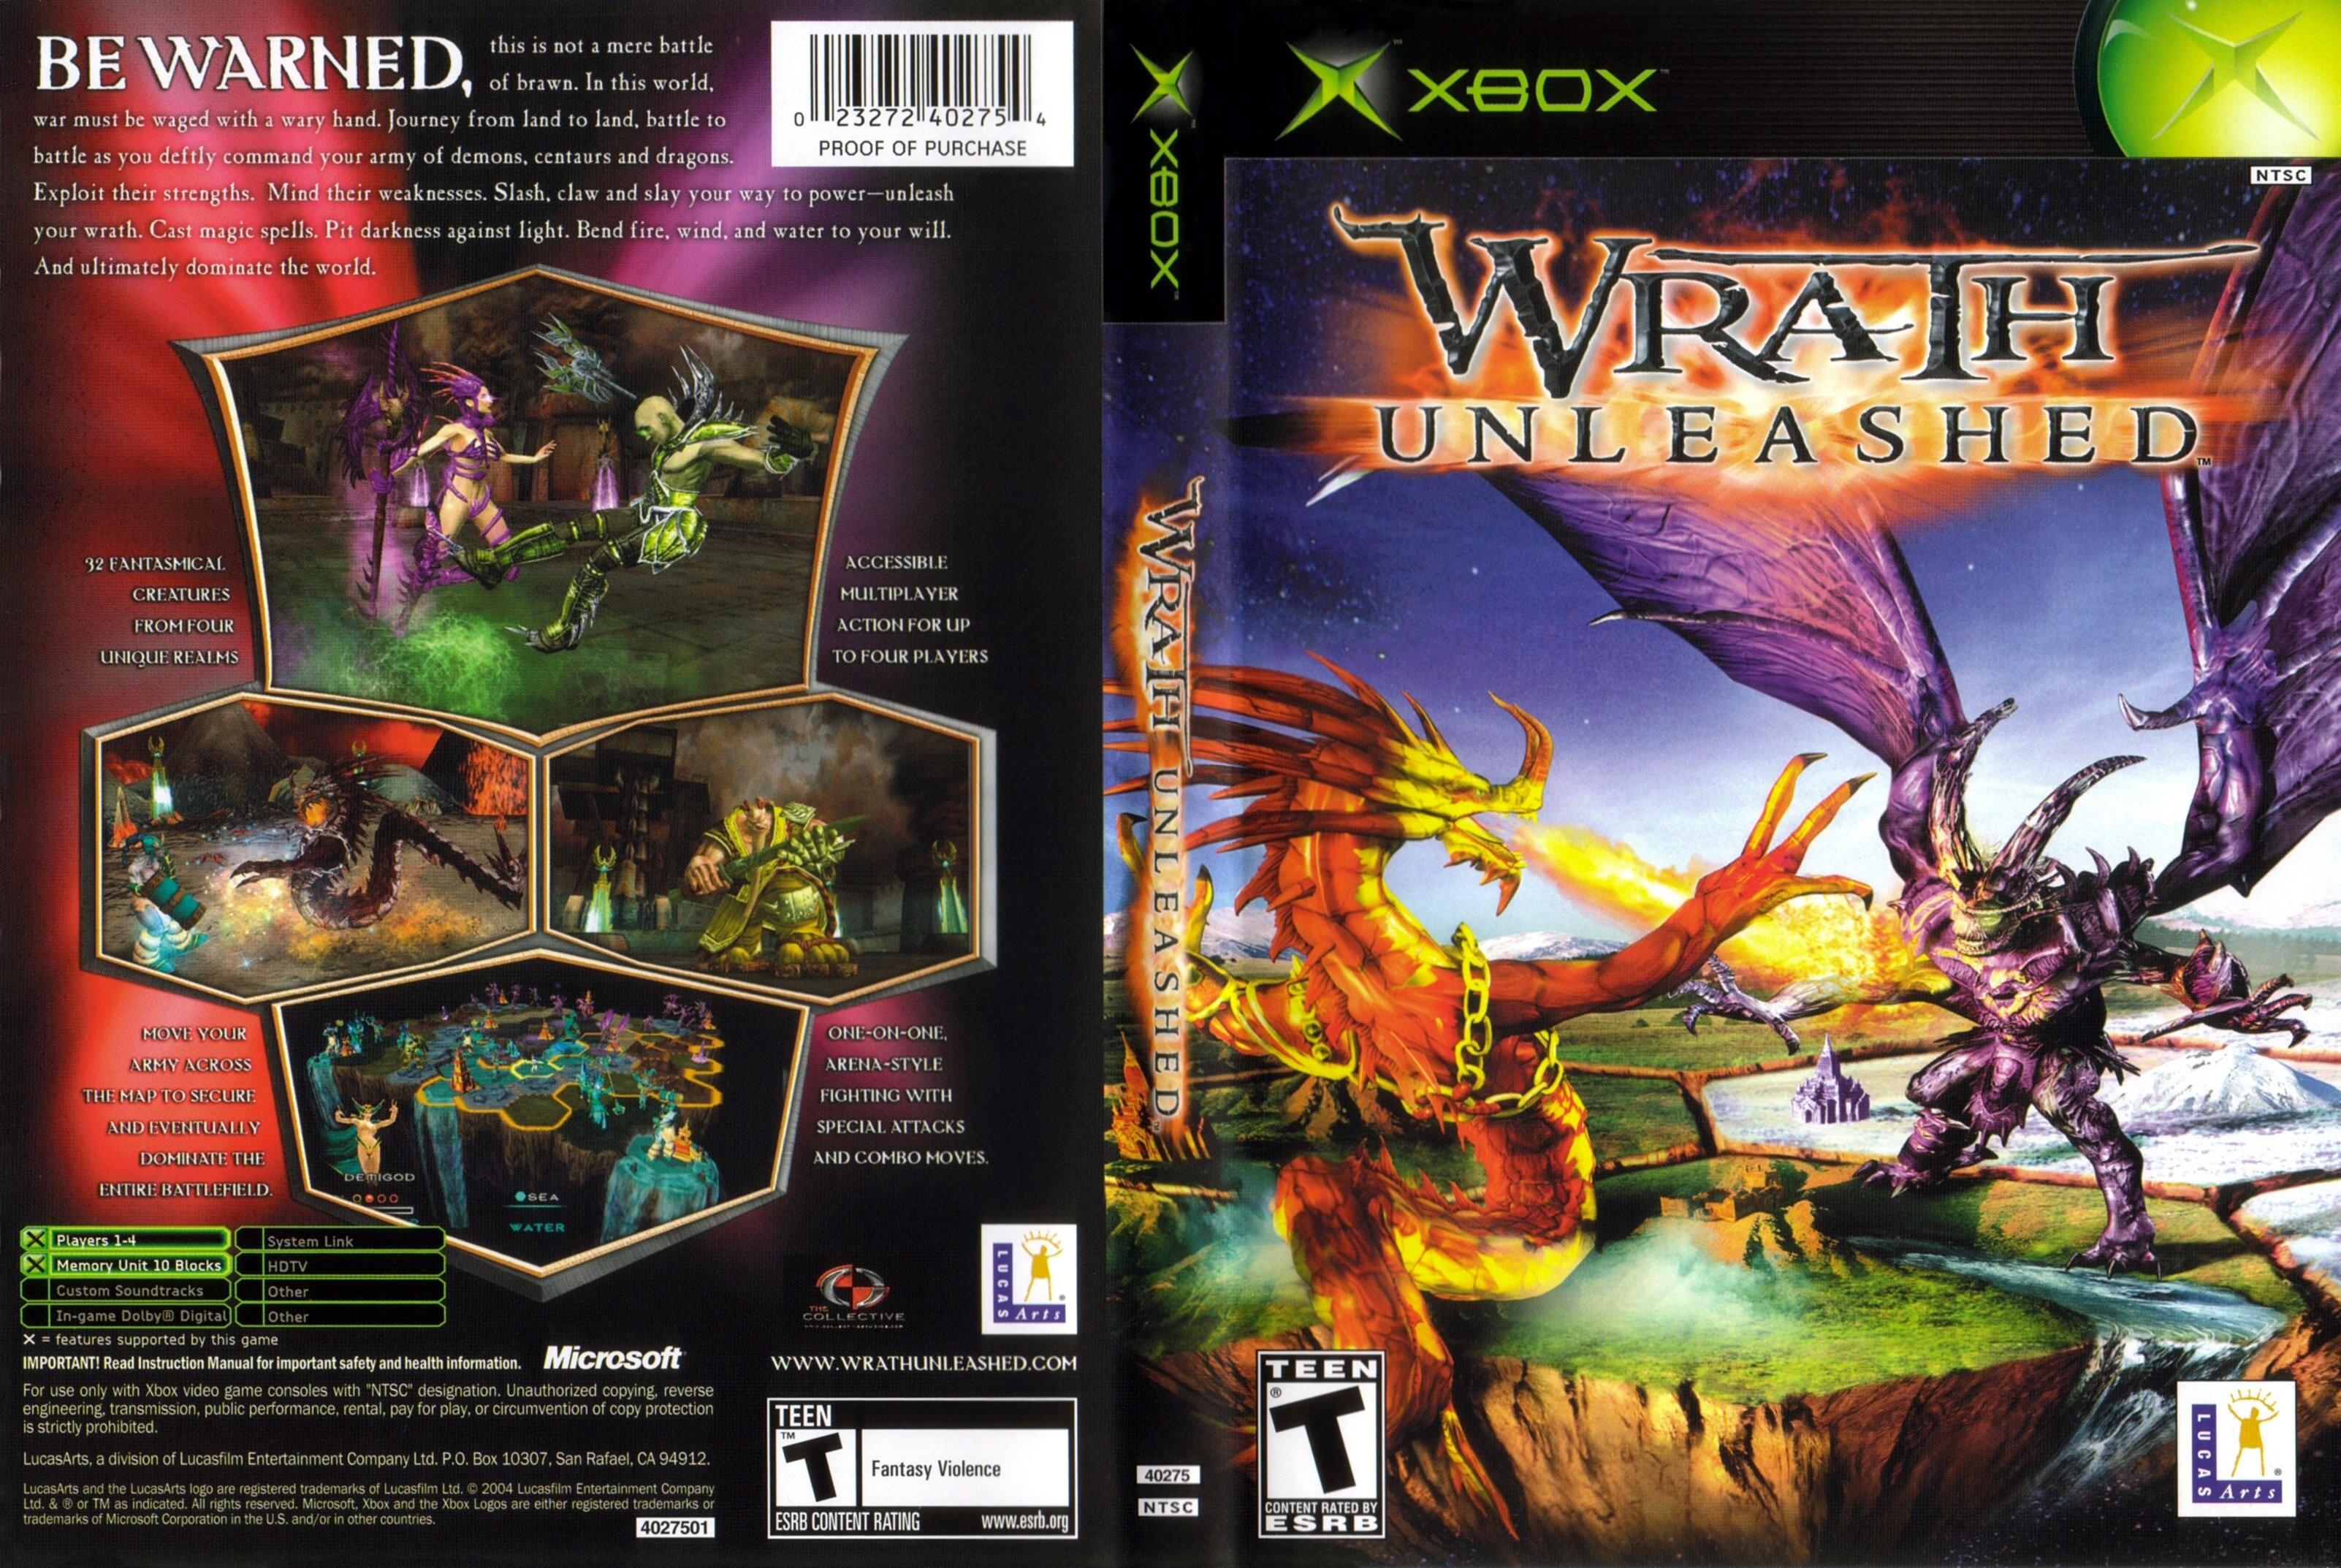 BE WARNED, this is not a mere battle
of brawn. In this world,
war must be waged with a wary hand. Journey from land to land, battle to
battle as you deftly command your army of demons, centaurs and dragons.
Exploit their strengths. Mind their weaknesses. Slash, claw and slay your way to power—unleash
your wrath. Cast magic spells. Pit darkness against light. Bend fire, wind, and water to your will.
And ultimately dominate the world.
0 23272 40275 4
PROOF OF PURCHASE
32 FANTASMICAL
CREATURES
FROM FOUR
UNIQUE REALMS
ACCESSIBLE
MULTIPLAYER
ACTION FOR UP
TO FOUR PLAYERS
MOVE YOUR
ARMY ACROSS
THE MAP TO SECURE
AND EVENTUALLY
DOMINATE THE
ENTIRE BATTLEFIELD.
ONE-ON-ONE,
ARENA-STYLE
FIGHTING WITH
SPECIAL ATTACKS
AND COMBO MOVES.
DEMIGOD
SEA
WATER
X Players 1-4
X Memory Unit 10 Blocks
Custom Soundtracks
In-game Dolby® Digital
System Link
HDTV
Other
Other
X = features supported by this game
IMPORTANT! Read Instruction Manual for important safety and health information.
Microsoft®
THE
COLLECTIVE
LUCAS Arts®
WWW.WRATHUNLEASHED.COM
For use only with Xbox video game consoles with "NTSC" designation. Unauthorized copying, reverse
engineering, transmission, public performance, rental, pay for play, or circumvention of copy protection
is strictly prohibited.
LucasArts, a division of Lucasfilm Entertainment Company Ltd. P.O. Box 10307, San Rafael, CA 94912.
LucasArts and the LucasArts logo are registered trademarks of Lucasfilm Ltd. © 2004 Lucasfilm Entertainment Company
Ltd. & ® or TM as indicated. All rights reserved. Microsoft, Xbox and the Xbox Logos are either registered trademarks or
trademarks of Microsoft Corporation in the U.S. and/or in other countries.
4027501
TEEN
T™
Fantasy Violence
ESRB CONTENT RATING www.esrb.org
XBOX™
WRATH UNLEASHED™
40275
NTSC
XBOX™
NTSC
WRATH
UNLEASHED™
TEEN
T®
CONTENT RATED BY
ESRB
LUCAS Arts®